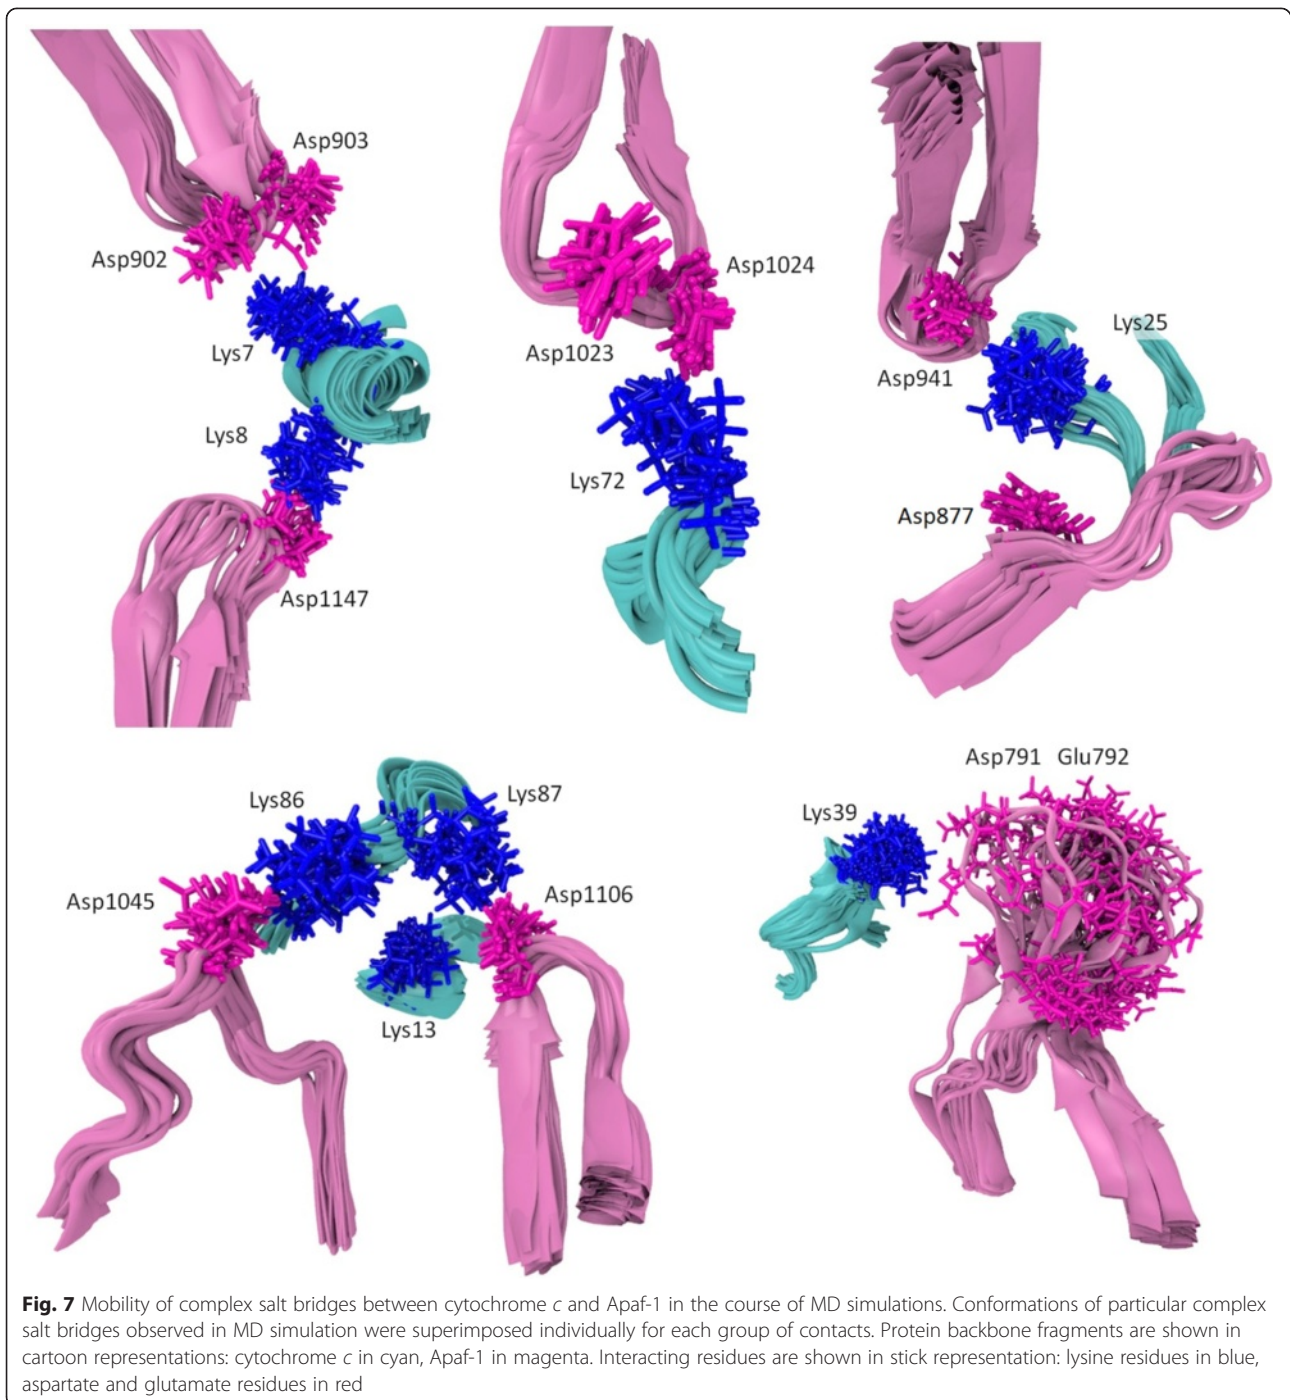 Asp903
Asp902
Lys7
Lys8
Asp1147
Asp1024
Asp1023
Lys72
Lys25
Asp941
Asp877
Lys86
Lys87
Asp1045
Asp1106
Lys13
Asp791 Glu792
Lys39
Fig. 7 Mobility of complex salt bridges between cytochrome c and Apaf-1 in the course of MD simulations. Conformations of particular complex
salt bridges observed in MD simulation were superimposed individually for each group of contacts. Protein backbone fragments are shown in
cartoon representations: cytochrome c in cyan, Apaf-1 in magenta. Interacting residues are shown in stick representation: lysine residues in blue,
aspartate and glutamate residues in red